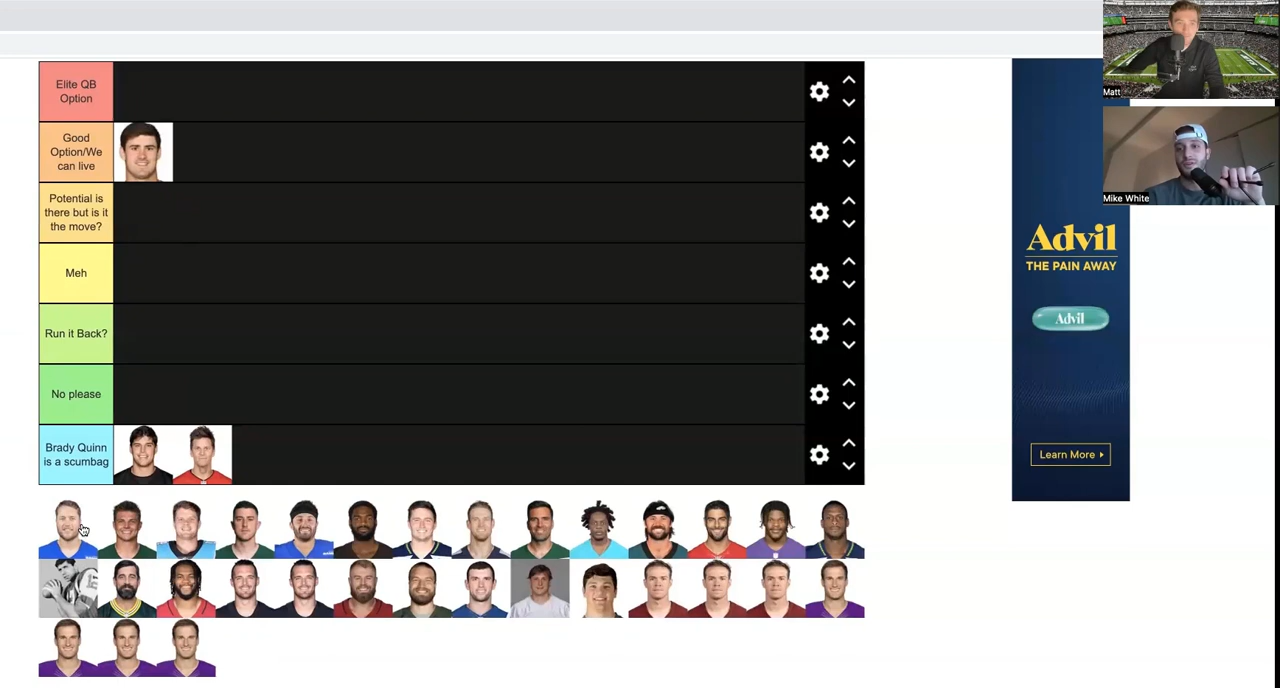 Elite QB
Option
Good
Option/We
can live
Potential is
there but is it
the move?
Meh
Run it Back?
No please
Brady Quinn
is a scumbag
Matt
Mike White
Advil
THE PAIN AWAY
Advil
Learn More